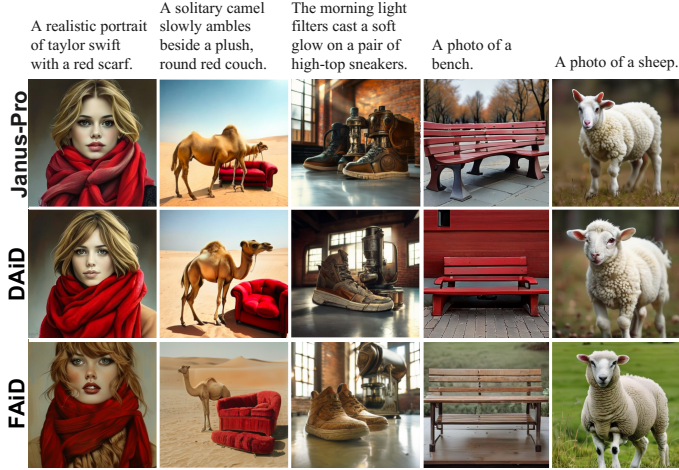 A realistic portrait
of taylor swift
with a red scarf.
A solitary camel
slowly ambles
beside a plush,
round red couch.
The morning light
filters cast a soft
glow on a pair of
high-top sneakers.
A photo of a
bench.
A photo of a sheep.
Janus-Pro
DAiD
FAiD